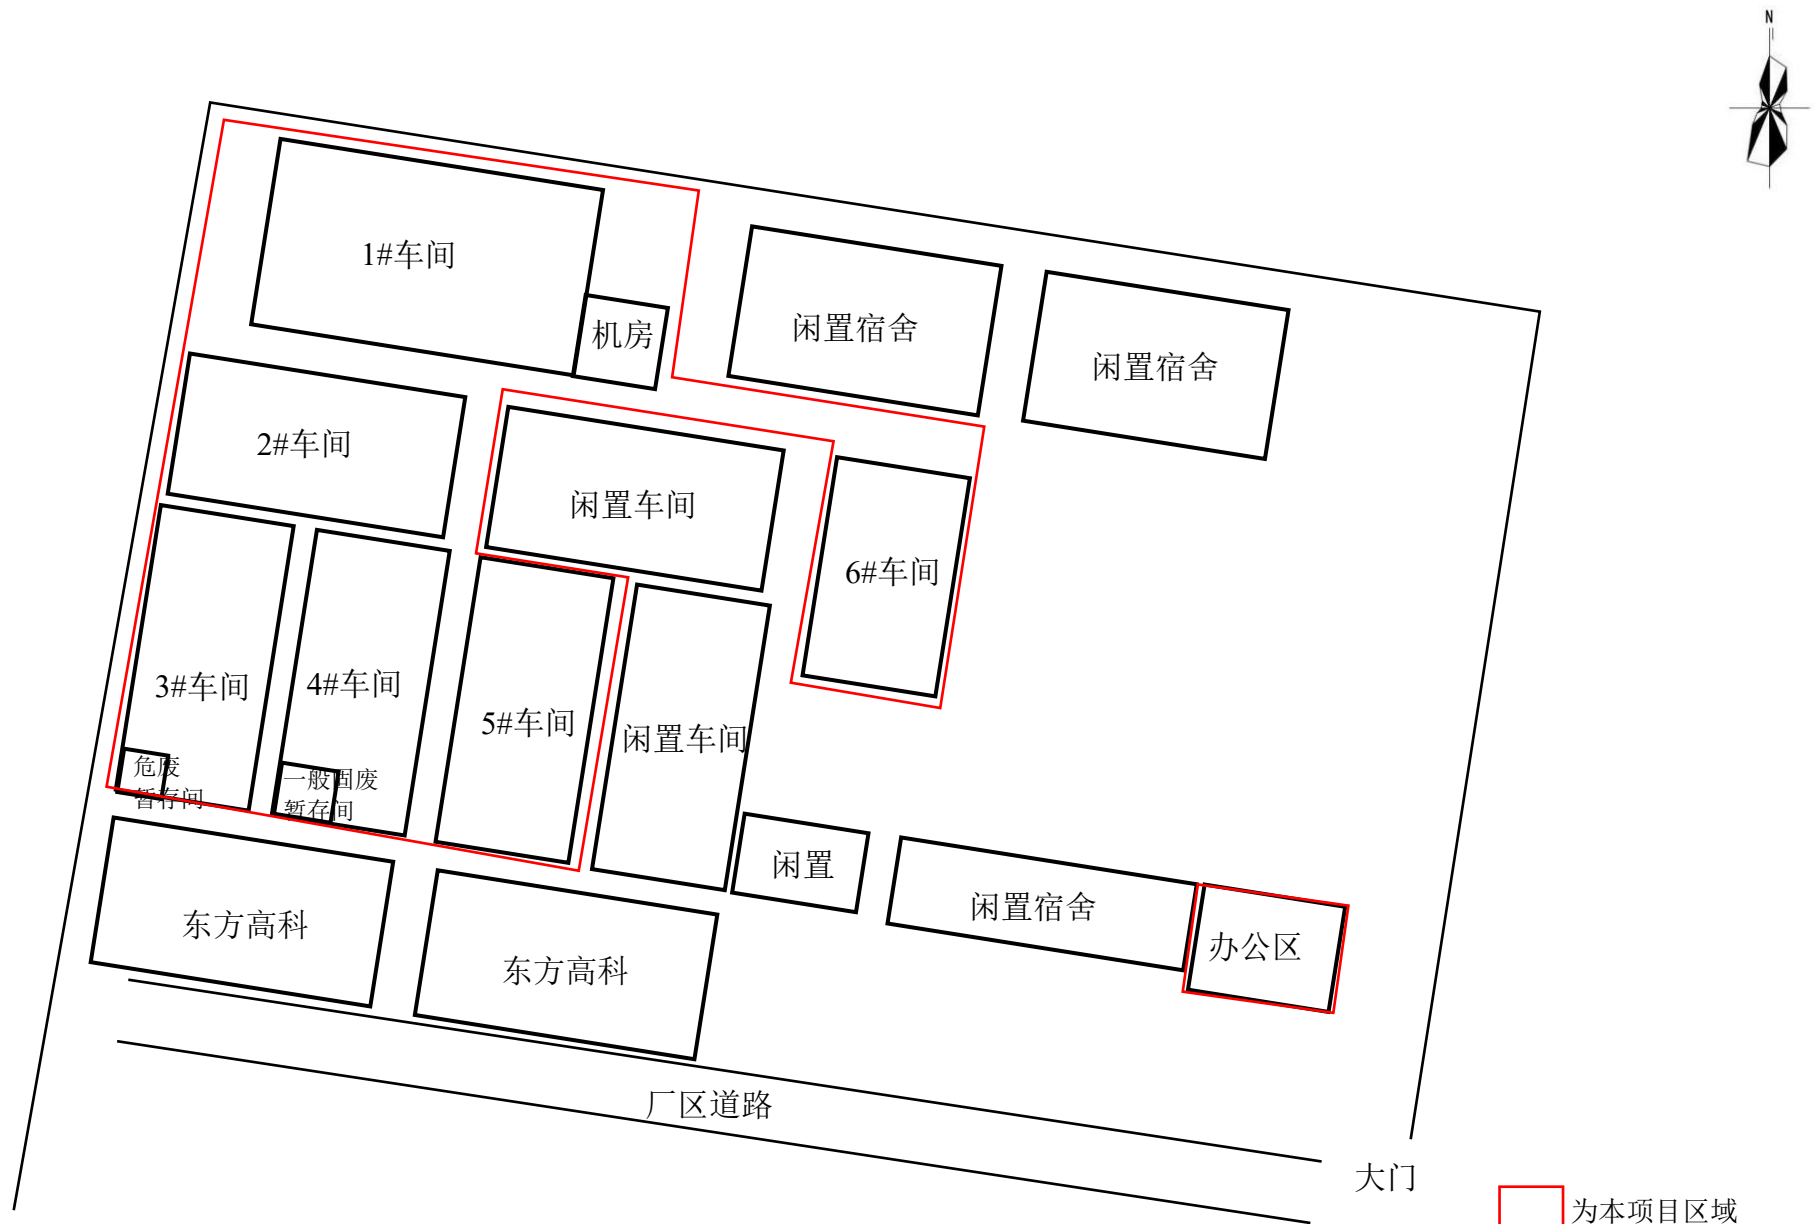 N
1#车间
机房
闲置宿舍
闲置宿舍
2#车间
闲置车间
6#车间
3#车间
4#车间
5#车间
闲置车间
危废
暂存间
一般固废
暂存间
闲置
闲置宿舍
办公区
东方高科
东方高科
厂区道路
大门
为本项目区域